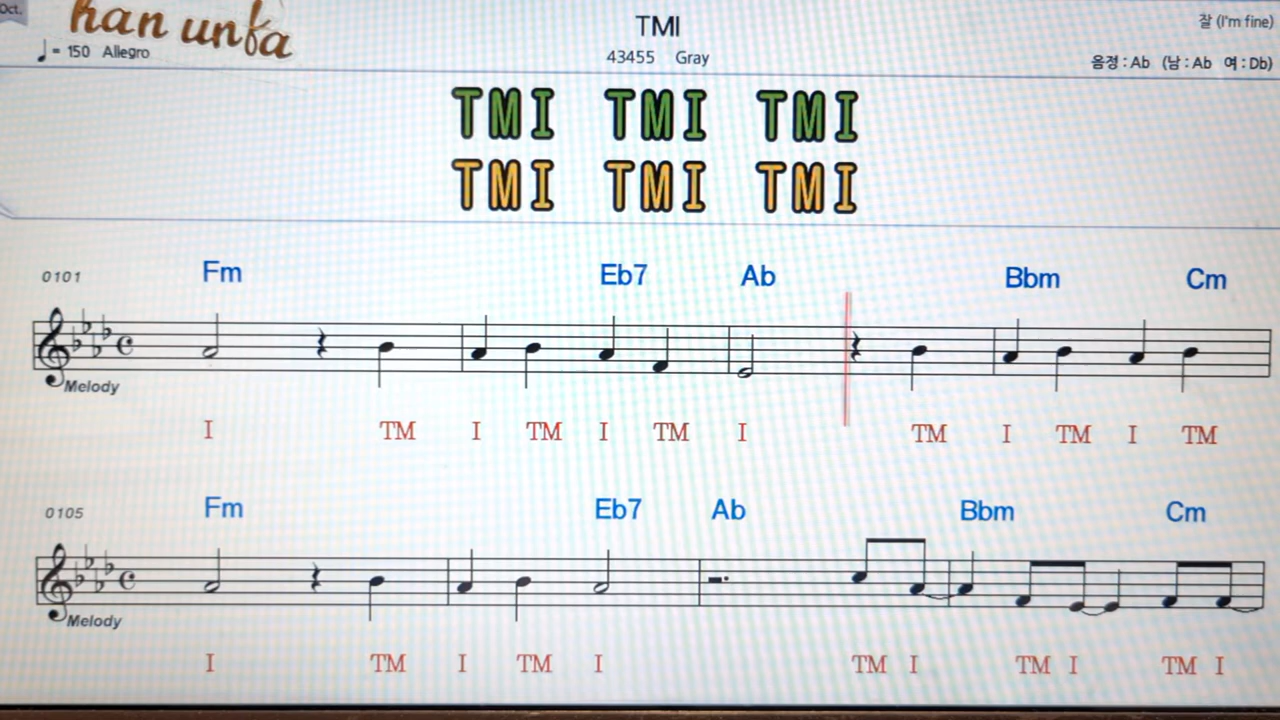 Oct.
han unfa
TMI
잘 (I'm fine)
♩= 150 Allegro
43455 Gray
음정 : Ab (남 : Ab 여 : Db)
TMI TMI TMI
TMI TMI TMI
0101 Fm Eb7 Ab Bbm Cm
Melody
I TM I TM I TM I TM I TM I TM
0105 Fm Eb7 Ab Bbm Cm
Melody
I TM I TM I TM I TM I TM I